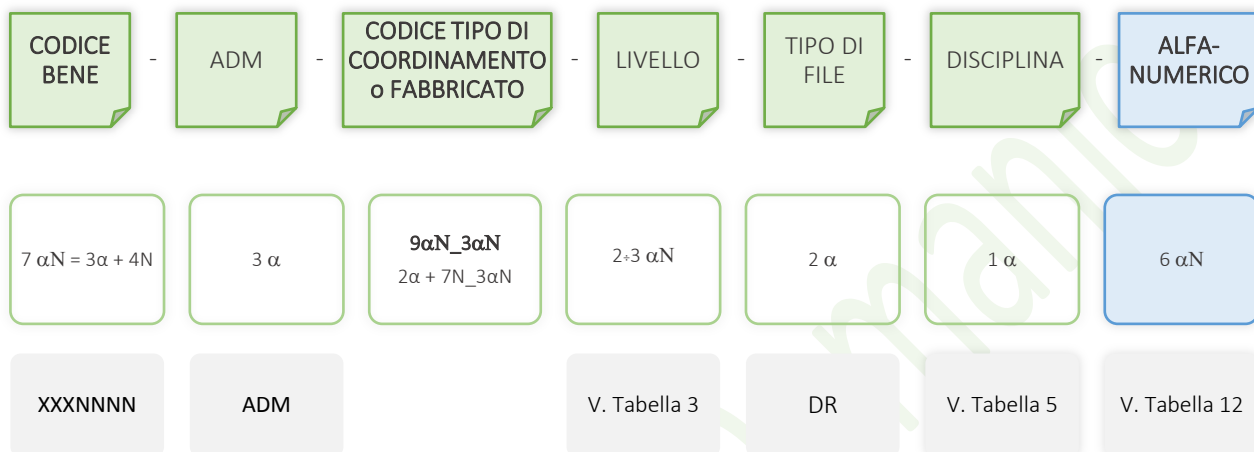 CODICE
BENE
-
ADM
-
CODICE TIPO DI
COORDINAMENTO
o FABBRICATO
-
LIVELLO
-
TIPO DI
FILE
-
DISCIPLINA
-
ALFA-
NUMERICO
7 αN = 3α + 4N
3 α
9αN_3αN
2α + 7N_3αN
2÷3 αN
2 α
1 α
6 αN
XXXNNNN
ADM
V. Tabella 3
DR
V. Tabella 5
V. Tabella 12